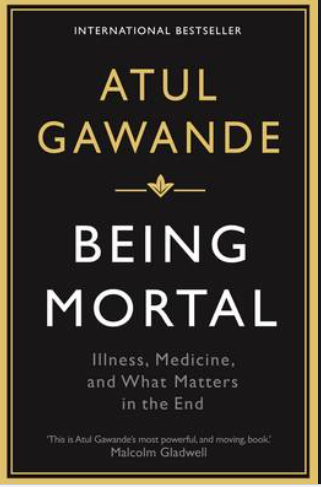 INTERNATIONAL BESTSELLER
ATUL
GAWANDE
BEING
MORTAL
Illness, Medicine,
and What Matters
in the End
'This is Atul Gawande's most powerful, and moving, book.'
Malcolm Gladwell